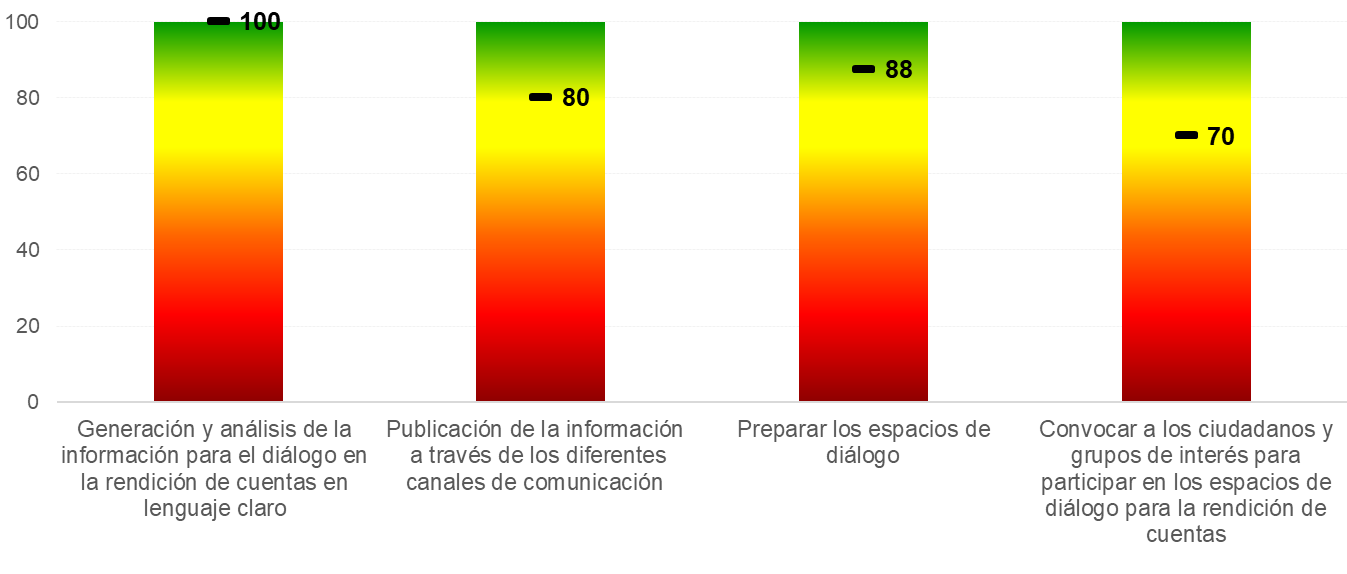 100
80
60
40
20
0
100
80
88
70
Generación y análisis de la
información para el diálogo en
la rendición de cuentas en
lenguaje claro
Publicación de la información
a través de los diferentes
canales de comunicación
Preparar los espacios de
diálogo
Convocar a los ciudadanos y
grupos de interés para
participar en los espacios de
diálogo para la rendición de
cuentas